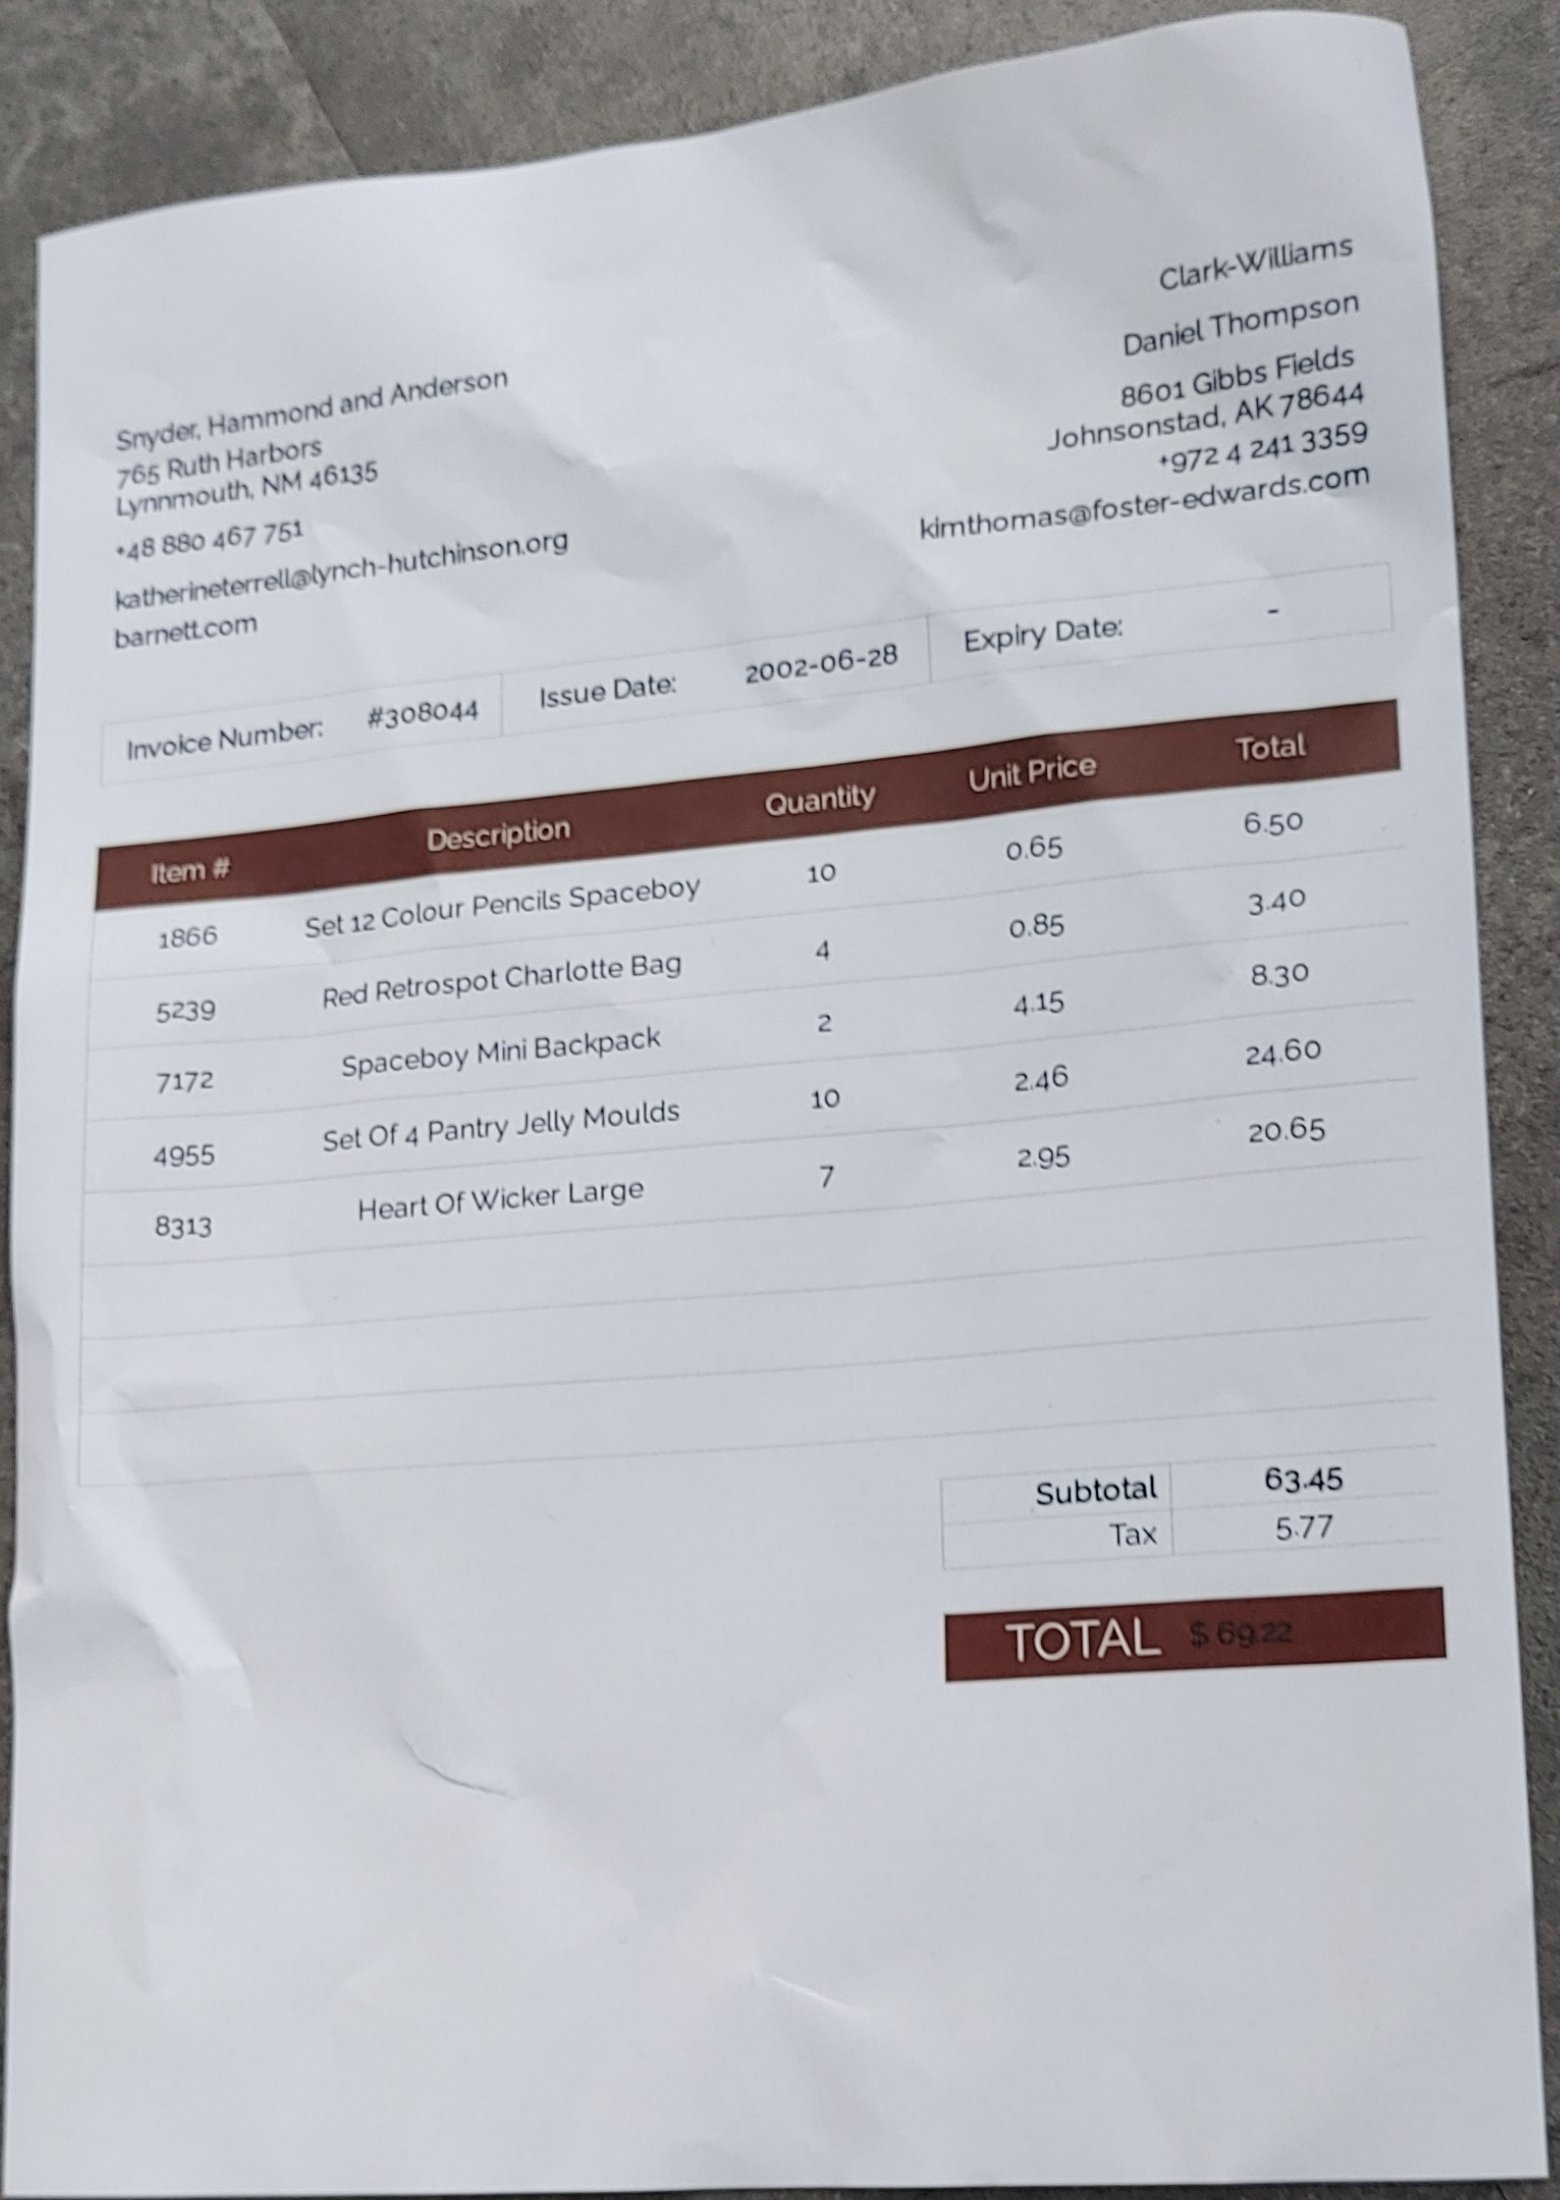 Clark-Williams
Daniel Thompson
8601 Gibbs Fields
Johnsonstad, AK 78644
+972 4 241 3359
kimthomas@foster-edwards.com
Snyder, Hammond and Anderson
765 Ruth Harbors
Lynnmouth, NM 46135
+48 880 467 751
katherineterrell@lynch-hutchinson.org
barnett.com
Invoice Number: #308044 Issue Date: 2002-06-28 Expiry Date: -
Item # Description Quantity Unit Price Total
1866 Set 12 Colour Pencils Spaceboy 10 0.65 6.50
5239 Red Retrospot Charlotte Bag 4 0.85 3.40
7172 Spaceboy Mini Backpack 2 4.15 8.30
4955 Set Of 4 Pantry Jelly Moulds 10 2.46 24.60
8313 Heart Of Wicker Large 7 2.95 20.65
Subtotal 63.45
Tax 5.77
TOTAL $ 69.22